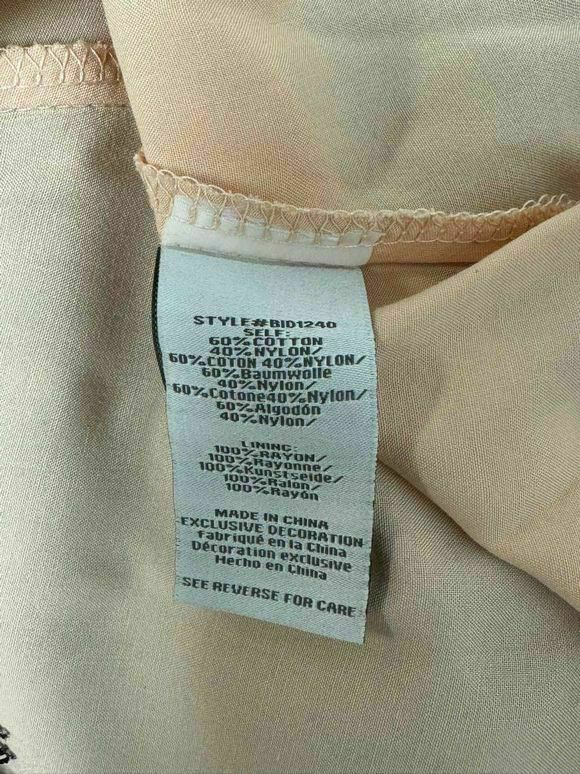 STYLE#BID1240
SELF:
60%COTTON
40%NYLON/
60%COTON 40%NYLON/
60%Baumwolle
40%Nylon/
60%Cotone40%Nylon/
60%Algodón
40%Nylon/
LINING:
100%RAYON/
100%Rayonne/
100%Kunstseide/
100%Raion/
100%Rayón
MADE IN CHINA
EXCLUSIVE DECORATION
fabriqué en la China
Décoration exclusive
Hecho en China
SEE REVERSE FOR CARE